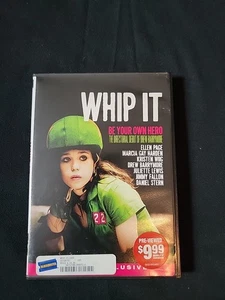 WHIP IT
BE YOUR OWN HERO
THE DIRECTORIAL DEBUT OF DREW BARRYMORE
ELLEN PAGE
MARCIA GAY HARDEN
KRISTEN WIIG
DREW BARRYMORE
JULIETTE LEWIS
JIMMY FALLON
DANIEL STERN
22
PRE-VIEWED
$9.99